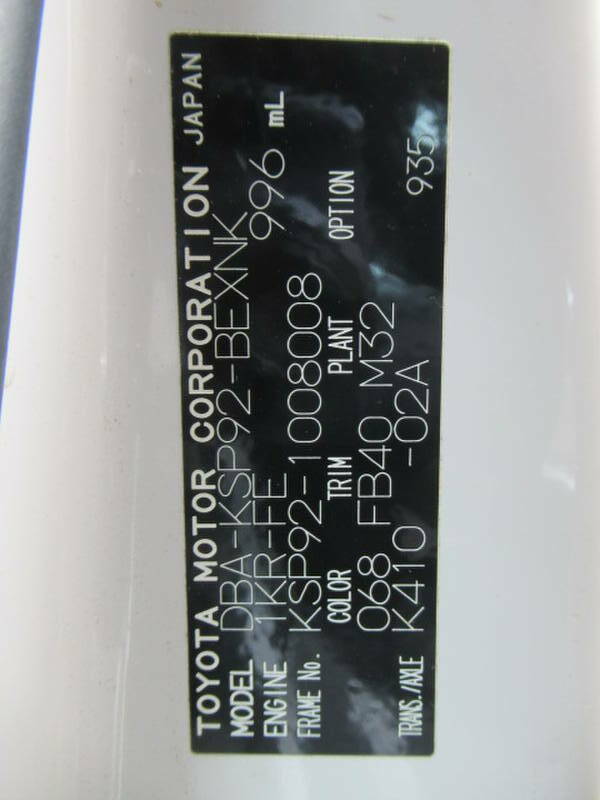 TOYOTA MOTOR CORPORATION JAPAN
MODEL DBA-KSP92-BEXNK
ENGINE 1KR-FE 996 mL
FRAME No. KSP92-1008008
COLOR TRIM PLANT OPTION
068 FB40 M32
TRANS./AXLE K410 -02A 935